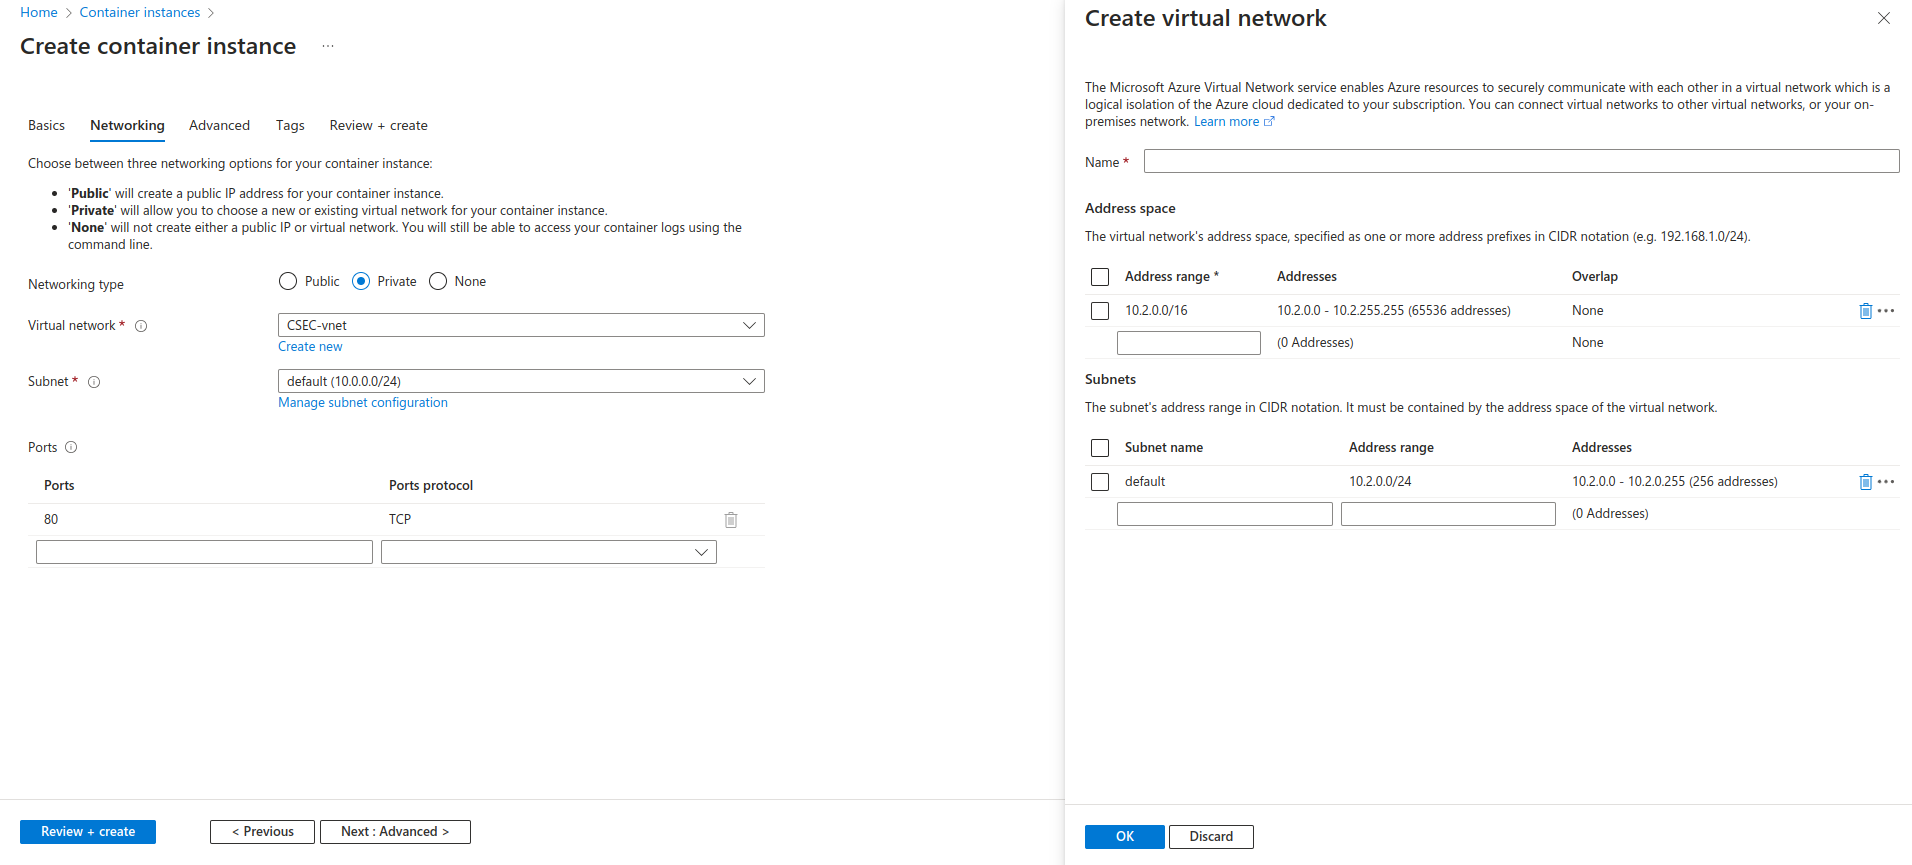 Home > Container instances >
Create container instance ...
Basics Networking Advanced Tags Review + create
Choose between three networking options for your container instance:
• 'Public' will create a public IP address for your container instance.
• 'Private' will allow you to choose a new or existing virtual network for your container instance.
• 'None' will not create either a public IP or virtual network. You will still be able to access your container logs using the
command line.
Networking type Public Private None
Virtual network * CSEC-vnet
Create new
Subnet * default (10.0.0.0/24)
Manage subnet configuration
Ports
Ports Ports protocol
80 TCP
Review + create < Previous Next : Advanced >
Create virtual network
The Microsoft Azure Virtual Network service enables Azure resources to securely communicate with each other in a virtual network which is a
logical isolation of the Azure cloud dedicated to your subscription. You can connect virtual networks to other virtual networks, or your on-
premises network. Learn more
Name *
Address space
The virtual network's address space, specified as one or more address prefixes in CIDR notation (e.g. 192.168.1.0/24).
Address range * Addresses Overlap
10.2.0.0/16 10.2.0.0 - 10.2.255.255 (65536 addresses) None
(0 Addresses) None
Subnets
The subnet's address range in CIDR notation. It must be contained by the address space of the virtual network.
Subnet name Address range Addresses
default 10.2.0.0/24 10.2.0.0 - 10.2.0.255 (256 addresses)
(0 Addresses)
OK Discard